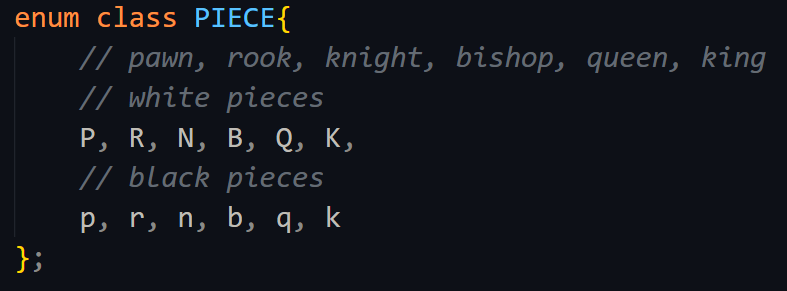 enum class PIECE{
// pawn, rook, knight, bishop, queen, king
// white pieces
P, R, N, B, Q, K,
// black pieces
p, r, n, b, q, k
};